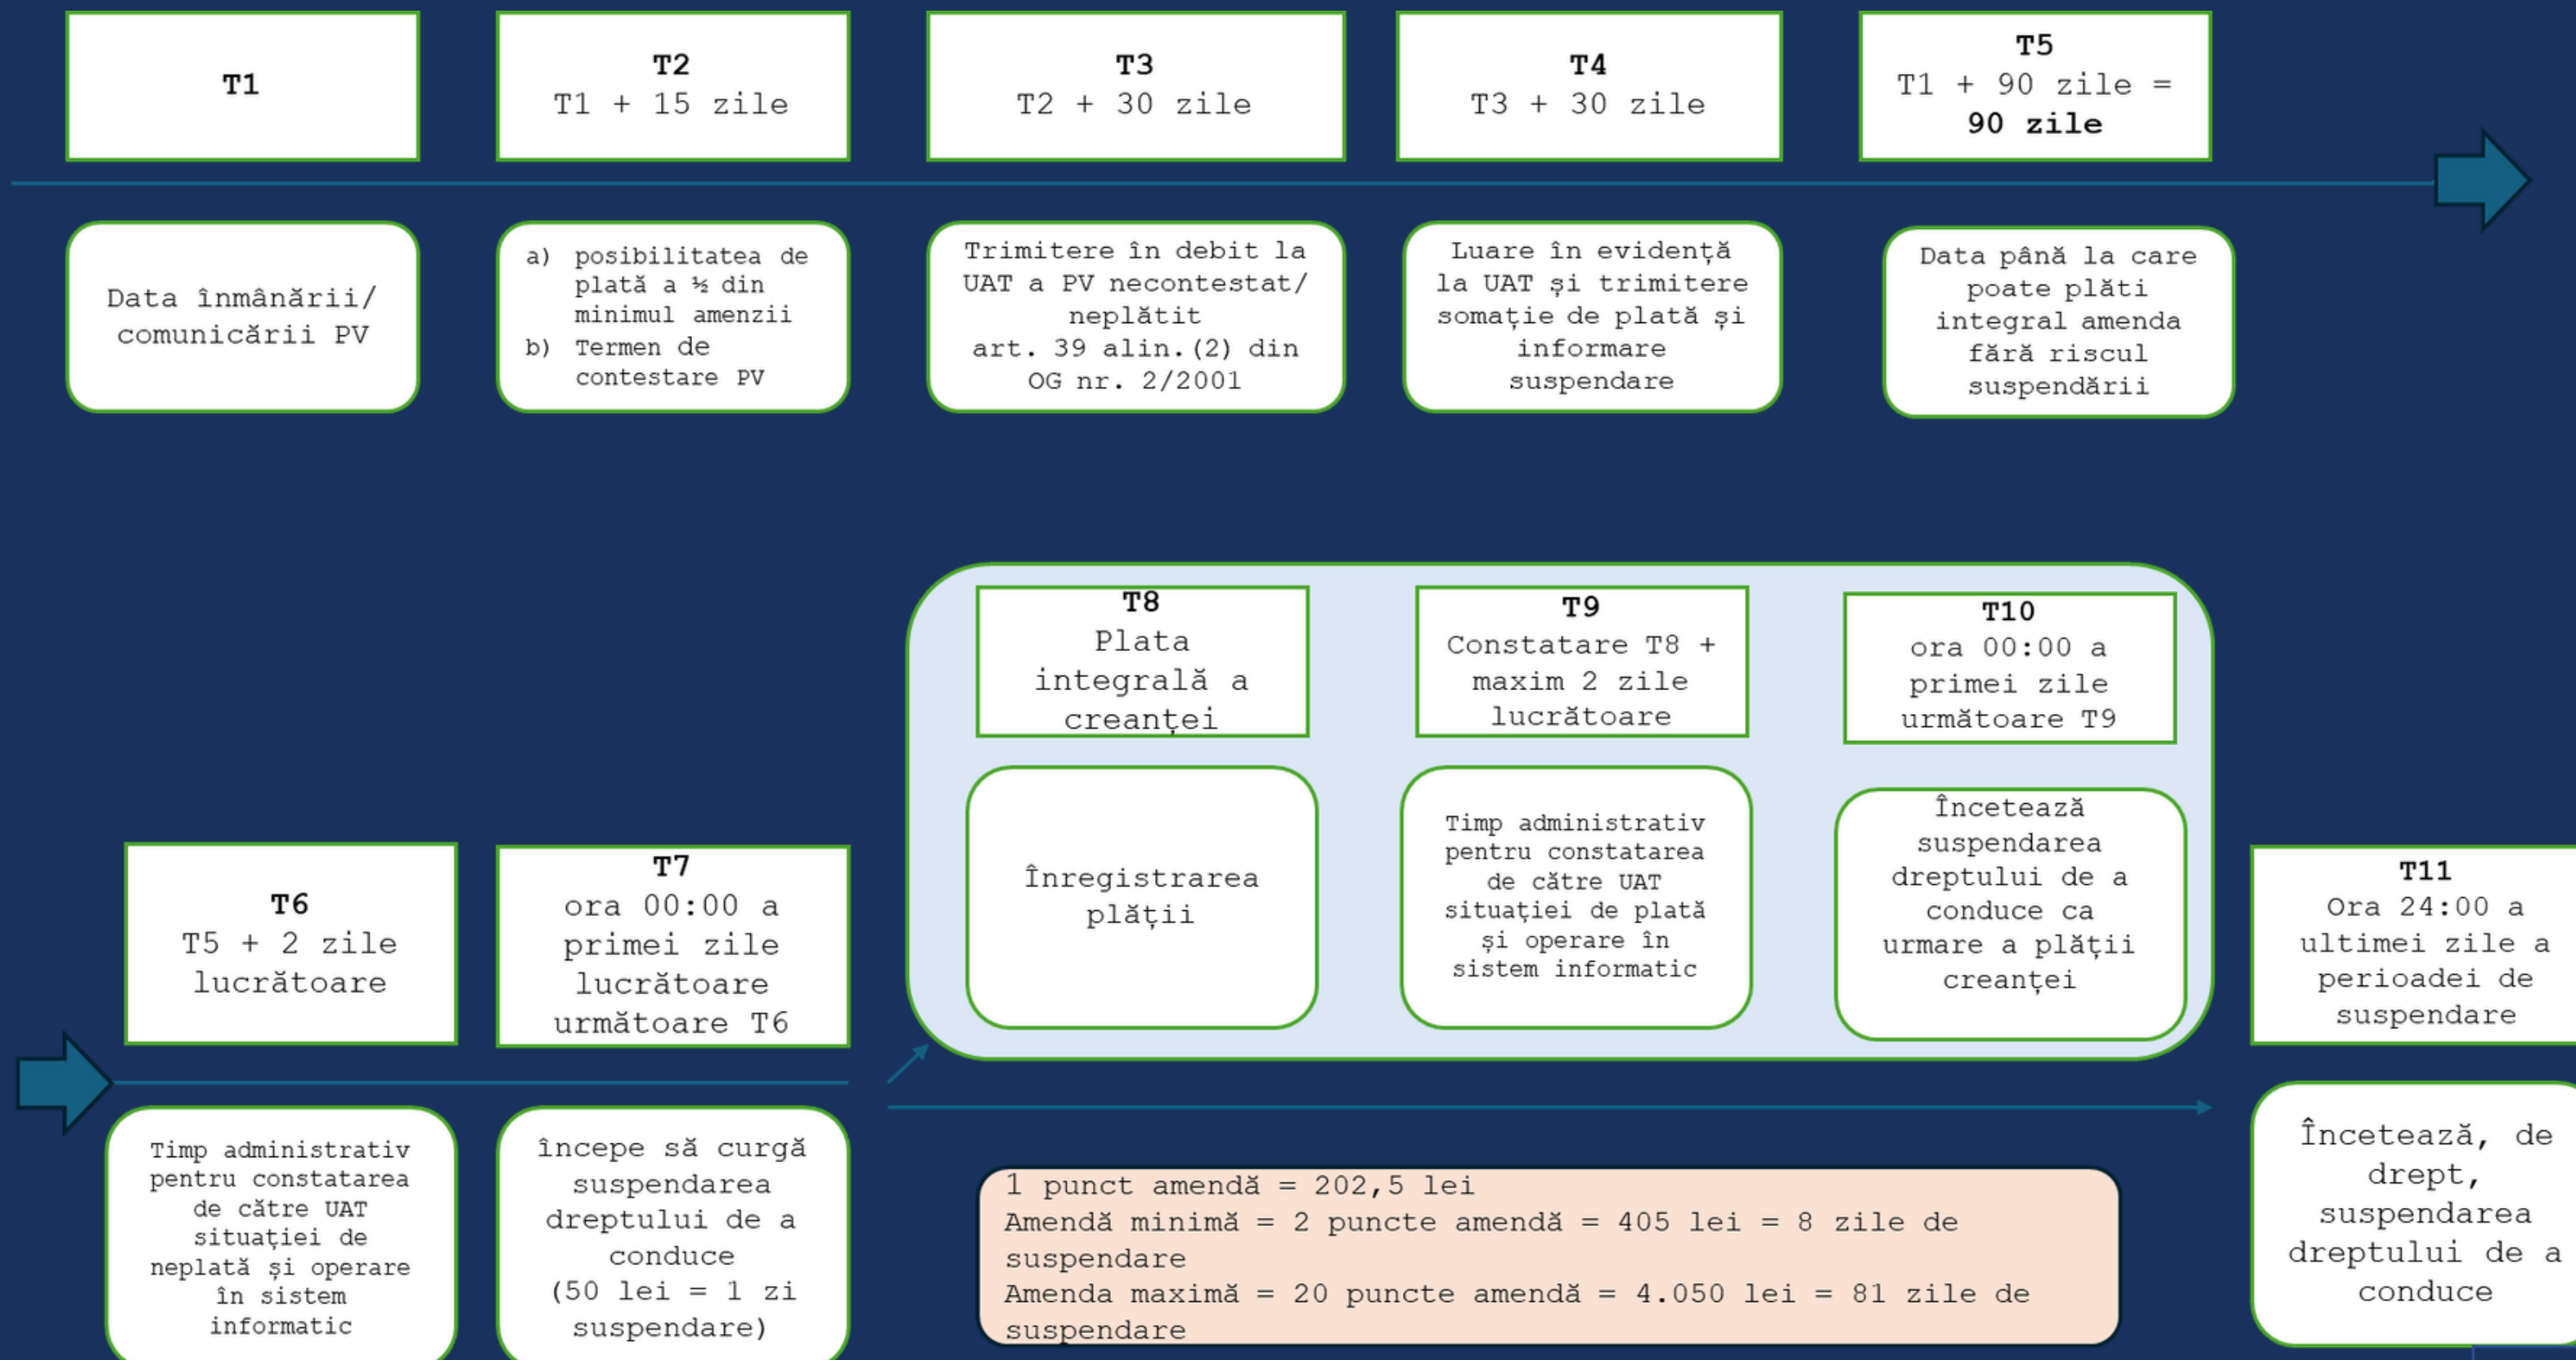 T1
T2
T1 + 15 zile
T3
T2 + 30 zile
T4
T3 + 30 zile
T5
T1 + 90 zile =
90 zile
Data înmânării/
comunicării PV
a) posibilitatea de
plată a ½ din
minimul amenzii
b) Termen de
contestare PV
Trimitere în debit la
UAT a PV necontestat/
neplătit
art. 39 alin.(2) din
OG nr. 2/2001
Luare în evidență
la UAT și trimitere
somație de plată și
informare
suspendare
Data până la care
poate plăti
integral amenda
fără riscul
suspendării
T6
T5 + 2 zile
lucrătoare
T7
ora 00:00 a
primei zile
lucrătoare
următoare T6
T8
Plata
integrală a
creanței
T9
Constatare T8 +
maxim 2 zile
lucrătoare
T10
ora 00:00 a
primei zile
următoare T9
Înregistrarea
plății
Timp administrativ
pentru constatarea
de către UAT
situației de plată
și operare în
sistem informatic
Încetează
suspendarea
dreptului de a
conduce ca
urmare a plății
creanței
T11
Ora 24:00 a
ultimei zile a
perioadei de
suspendare
Timp administrativ
pentru constatarea
de către UAT
situației de
neplată și operare
în sistem
informatic
începe să curgă
suspendarea
dreptului de a
conduce
(50 lei = 1 zi
suspendare)
1 punct amendă = 202,5 lei
Amendă minimă = 2 puncte amendă = 405 lei = 8 zile de
suspendare
Amenda maximă = 20 puncte amendă = 4.050 lei = 81 zile de
suspendare
Încetează, de
drept,
suspendarea
dreptului de a
conduce